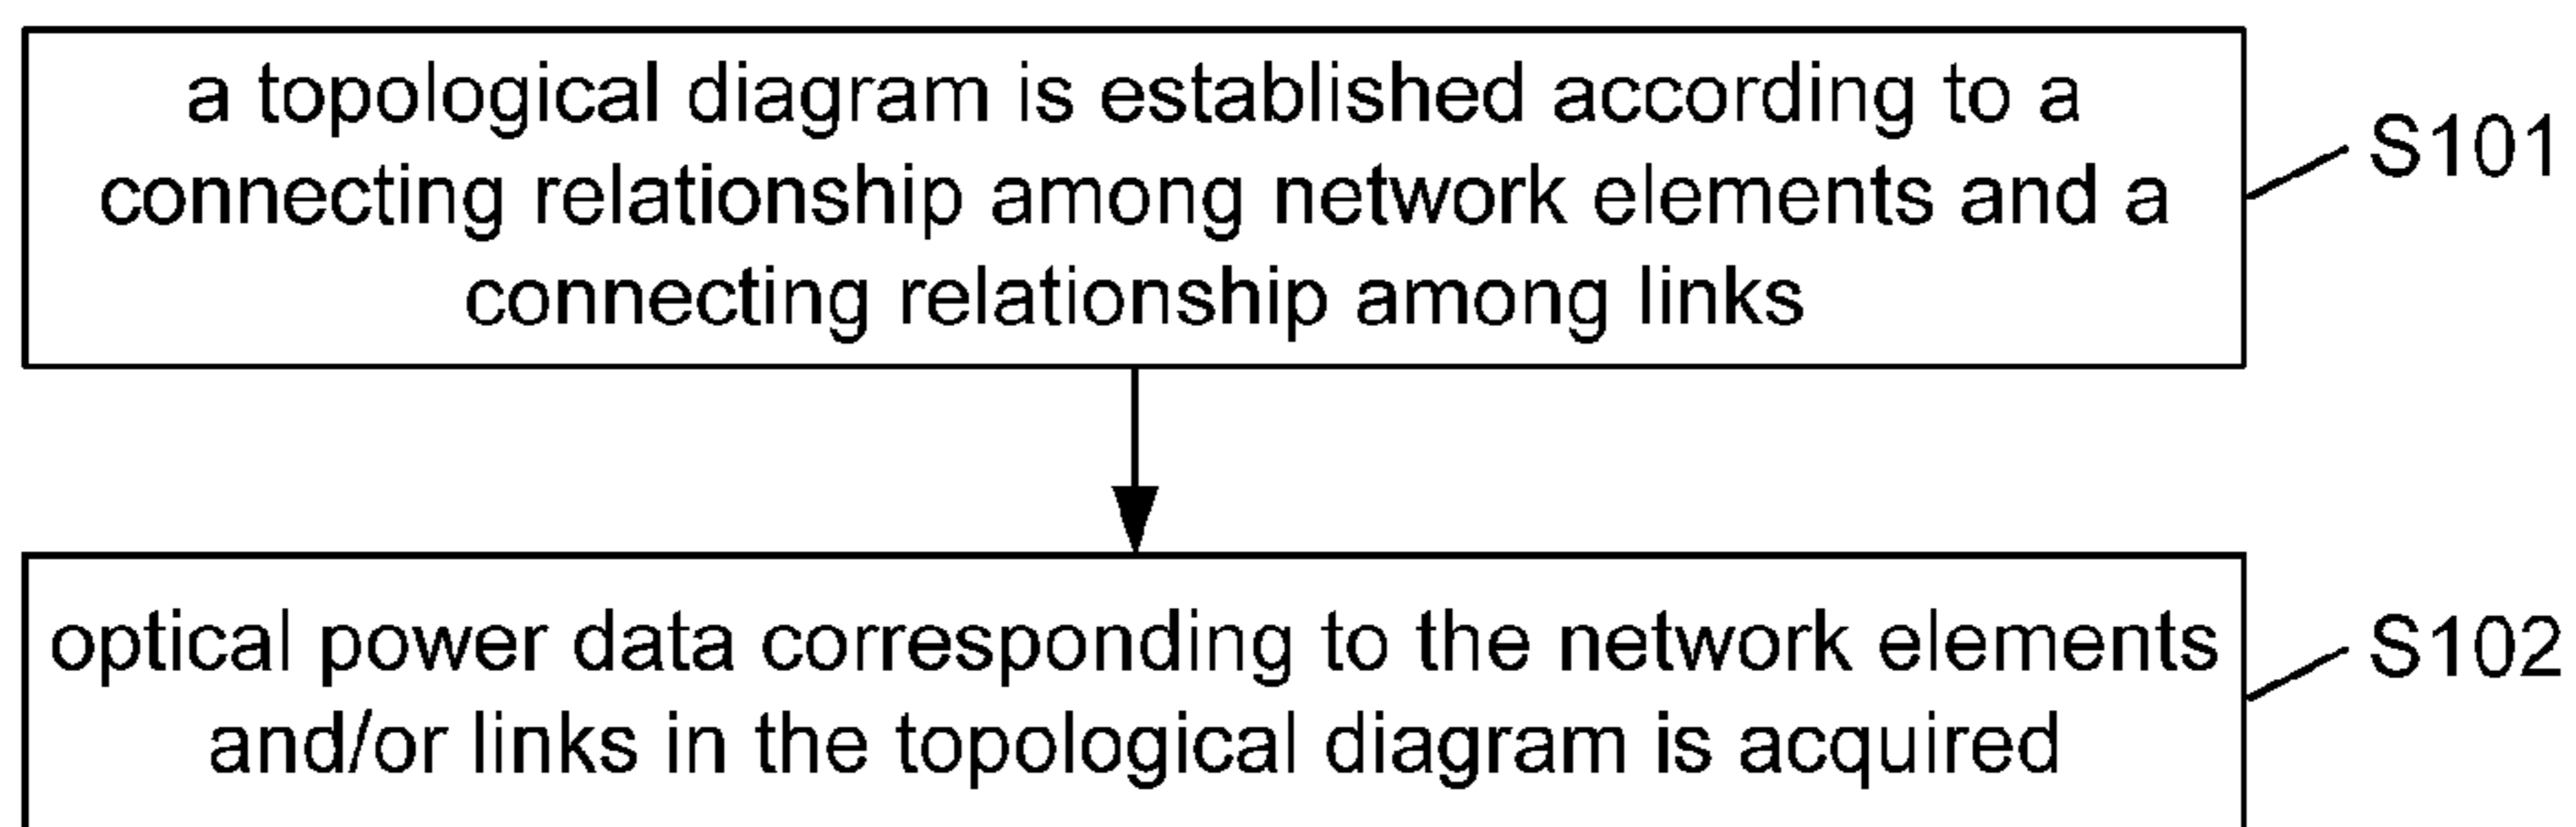 a topological diagram is established according to a
connecting relationship among network elements and a
connecting relationship among links
S101
optical power data corresponding to the network elements
and/or links in the topological diagram is acquired
S102